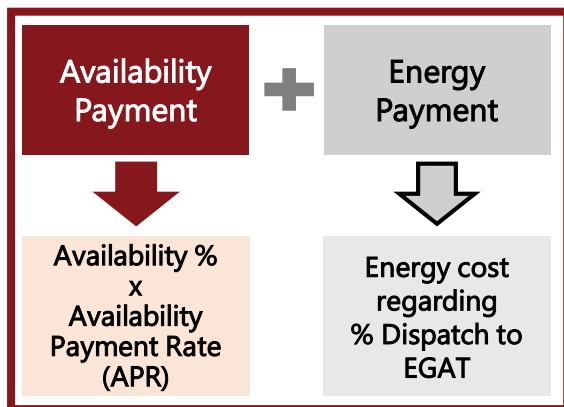 Availability
Payment
Energy
Payment
Availability %
x
Availability
Payment Rate
(APR)
Energy cost
regarding
% Dispatch to
EGAT